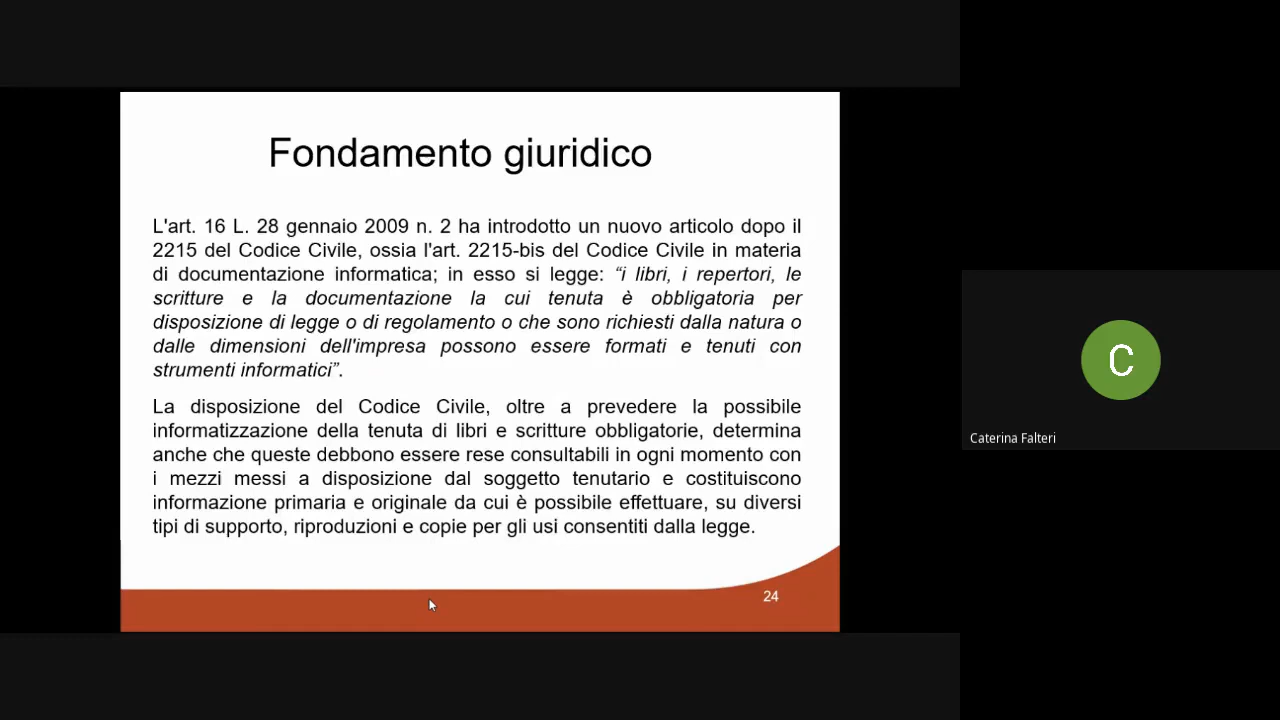 Fondamento giuridico
L'art. 16 L. 28 gennaio 2009 n. 2 ha introdotto un nuovo articolo dopo il
2215 del Codice Civile, ossia l'art. 2215-bis del Codice Civile in materia
di documentazione informatica; in esso si legge: “i libri, i repertori, le
scritture e la documentazione la cui tenuta è obbligatoria per
disposizione di legge o di regolamento o che sono richiesti dalla natura o
dalle dimensioni dell'impresa possono essere formati e tenuti con
strumenti informatici”.
La disposizione del Codice Civile, oltre a prevedere la possibile
informatizzazione della tenuta di libri e scritture obbligatorie, determina
anche che queste debbono essere rese consultabili in ogni momento con
i mezzi messi a disposizione dal soggetto tenutario e costituiscono
informazione primaria e originale da cui è possibile effettuare, su diversi
tipi di supporto, riproduzioni e copie per gli usi consentiti dalla legge.
24
C
Caterina Falteri